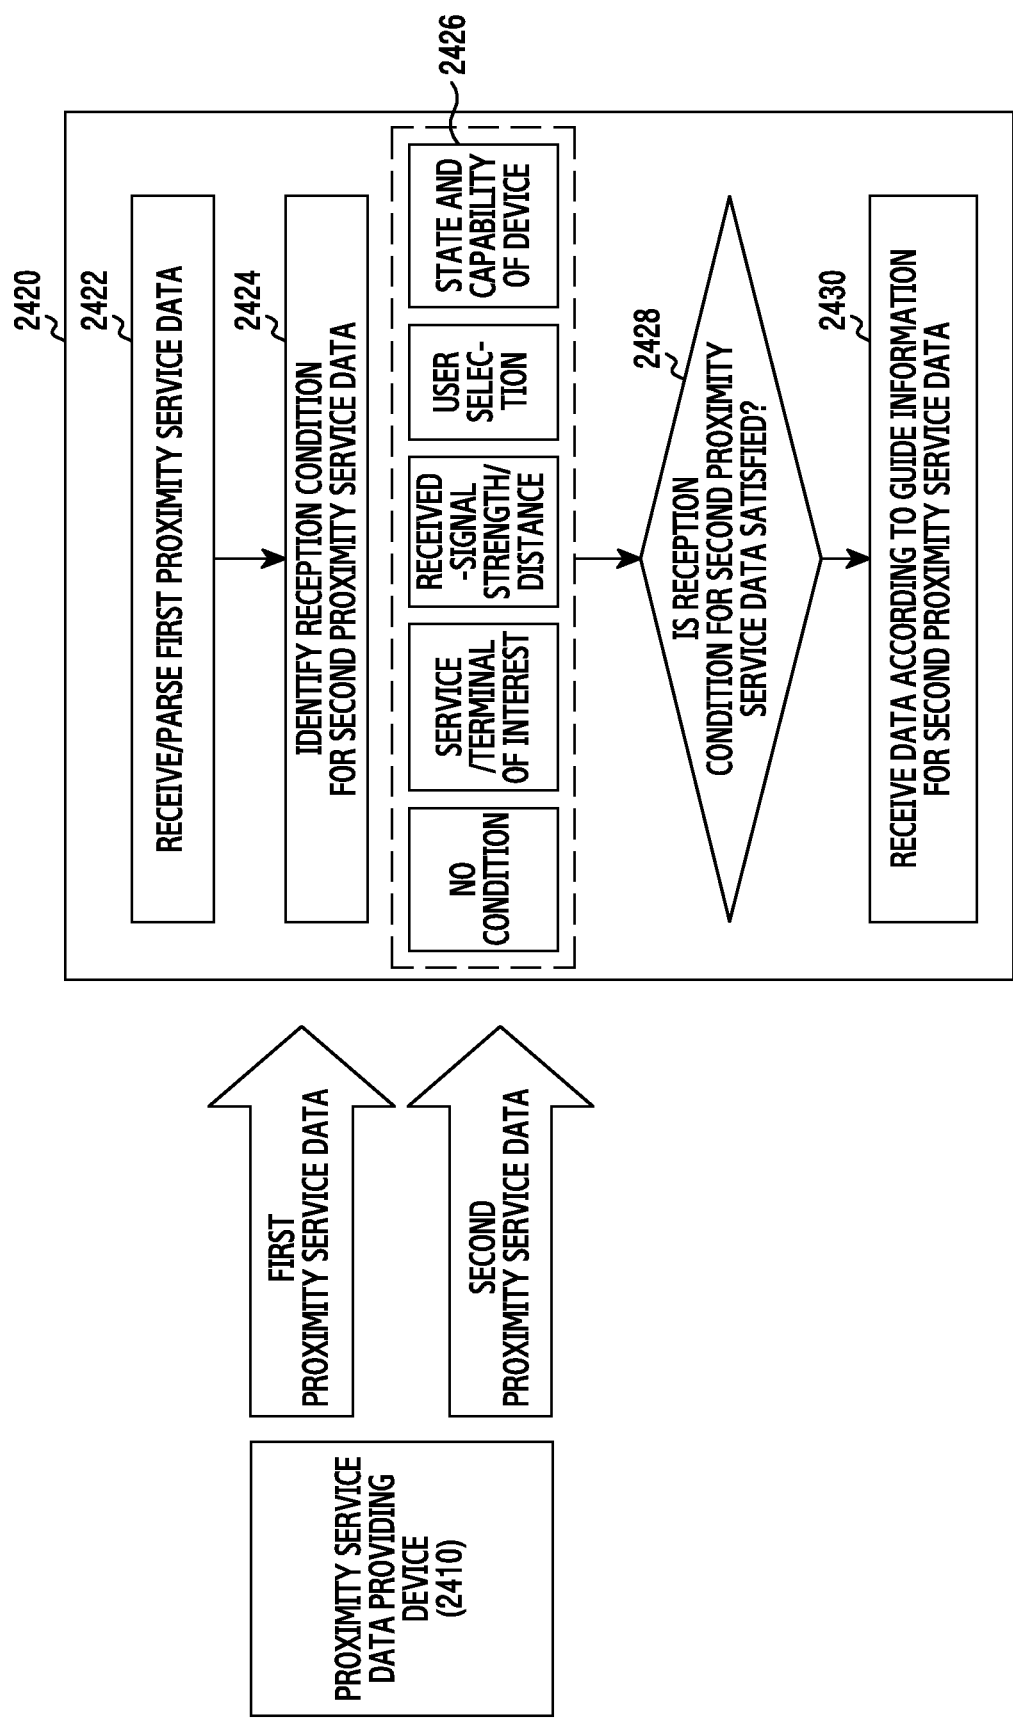 PROXIMITY SERVICE
DATA PROVIDING
DEVICE
(2410)
FIRST
PROXIMITY SERVICE DATA
SECOND
PROXIMITY SERVICE DATA
2420
2422
RECEIVE/PARSE FIRST PROXIMITY SERVICE DATA
2424
IDENTIFY RECEPTION CONDITION
FOR SECOND PROXIMITY SERVICE DATA
NO
CONDITION
SERVICE
/TERMINAL
OF INTEREST
RECEIVED
-SIGNAL
STRENGTH/
DISTANCE
USER
SELEC-
TION
STATE AND
CAPABILITY
OF DEVICE
2426
2428
IS RECEPTION
CONDITION FOR SECOND PROXIMITY
SERVICE DATA SATISFIED?
2430
RECEIVE DATA ACCORDING TO GUIDE INFORMATION
FOR SECOND PROXIMITY SERVICE DATA